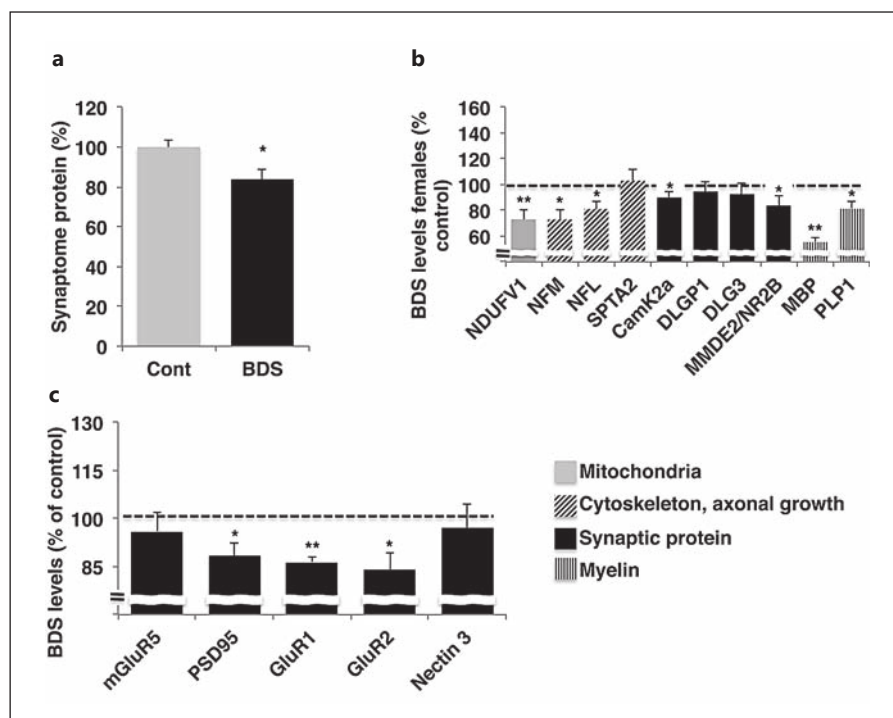 a
Synaptome protein (%)
120
100
80
60
40
20
0
*
Cont
BDS
b
BDS levels females (%
control)
160
140
120
100
80
60
**
*
*
*
*
**
*
NDUFV1
NFM
NFL
SPTA2
CamK2a
DLGP1
DLG3
MMDE2/NR2B
MBP
PLP1
c
BDS levels (% of control)
130
115
100
85
*
**
*
mGluR5
PSD95
GluR1
GluR2
Nectin 3
Mitochondria
Cytoskeleton, axonal growth
Synaptic protein
Myelin